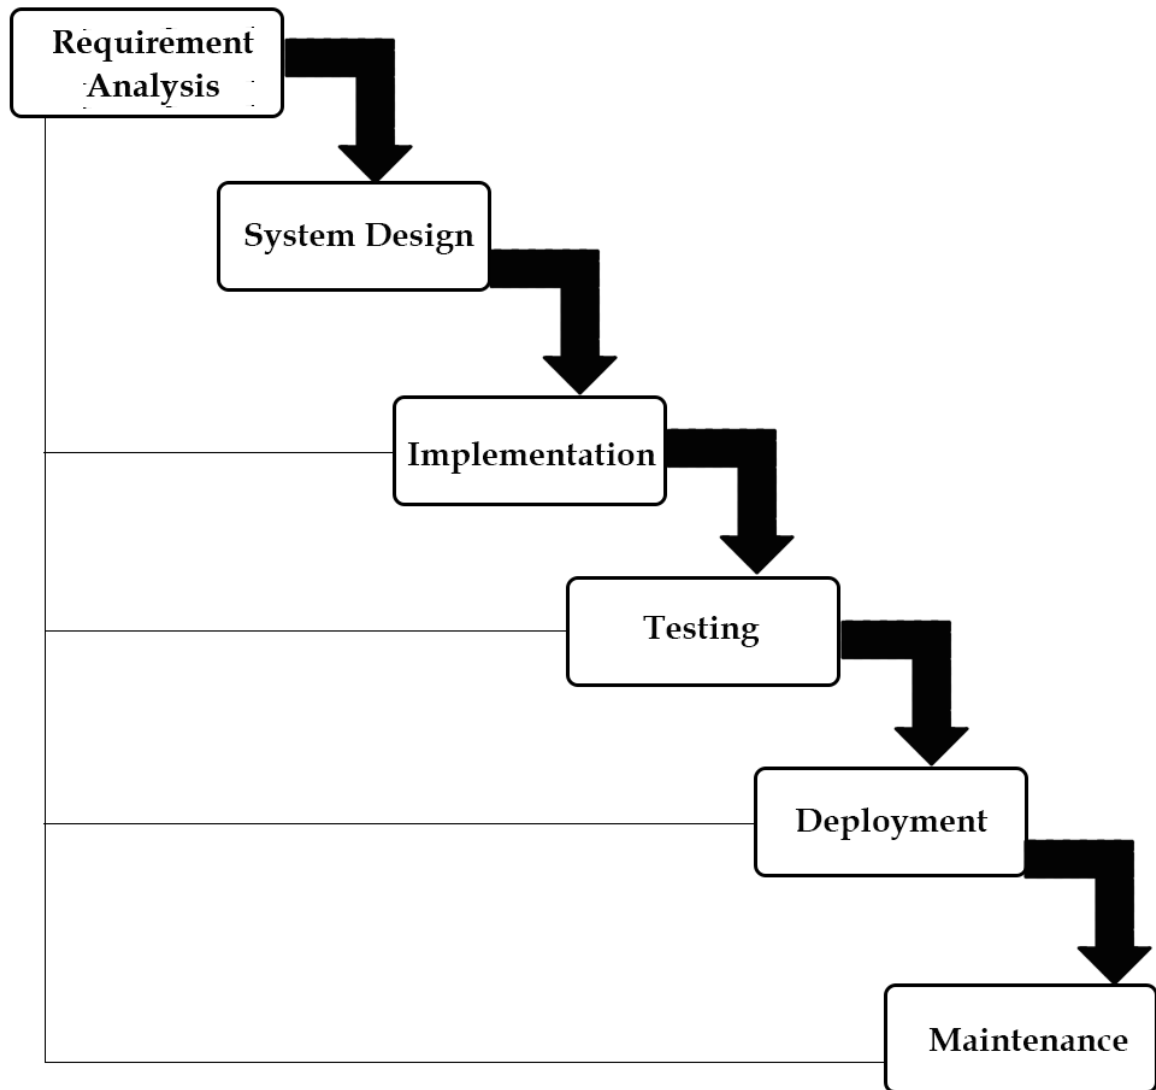 Requirement
Analysis
System Design
Implementation
Testing
Deployment
Maintenance